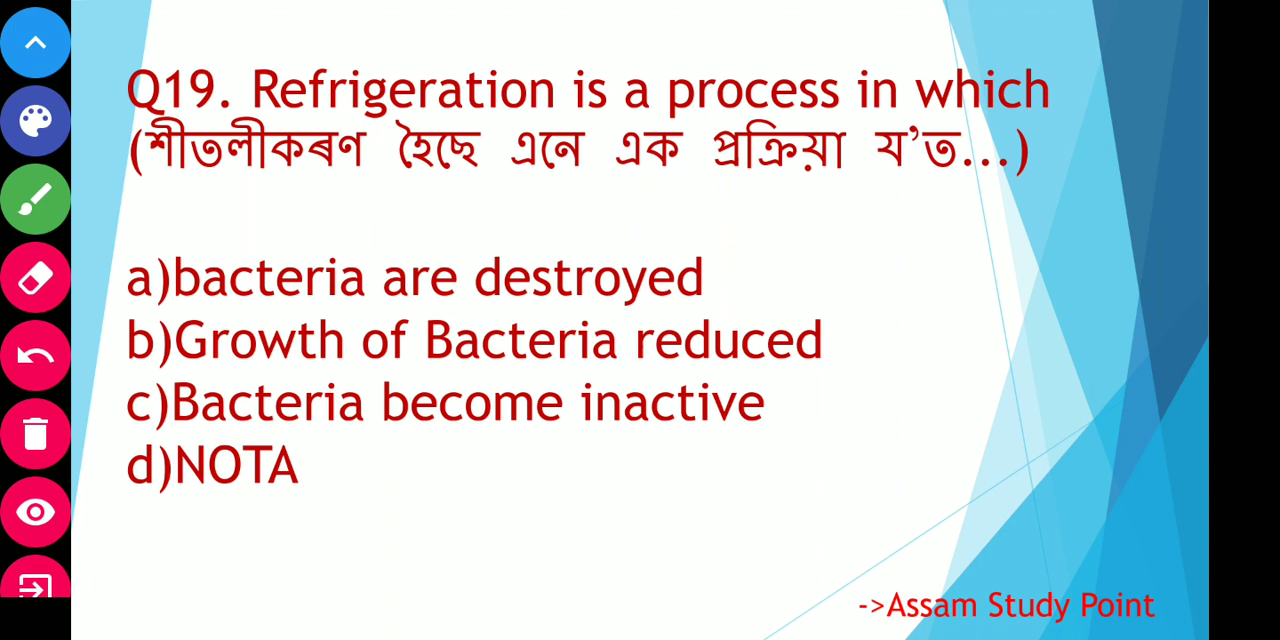 Q19. Refrigeration is a process in which
(শীতলীকৰণ হৈছে এনে এক প্ৰক্ৰিয়া য’ত...)
a)bacteria are destroyed
b)Growth of Bacteria reduced
c)Bacteria become inactive
d)NOTA
->Assam Study Point